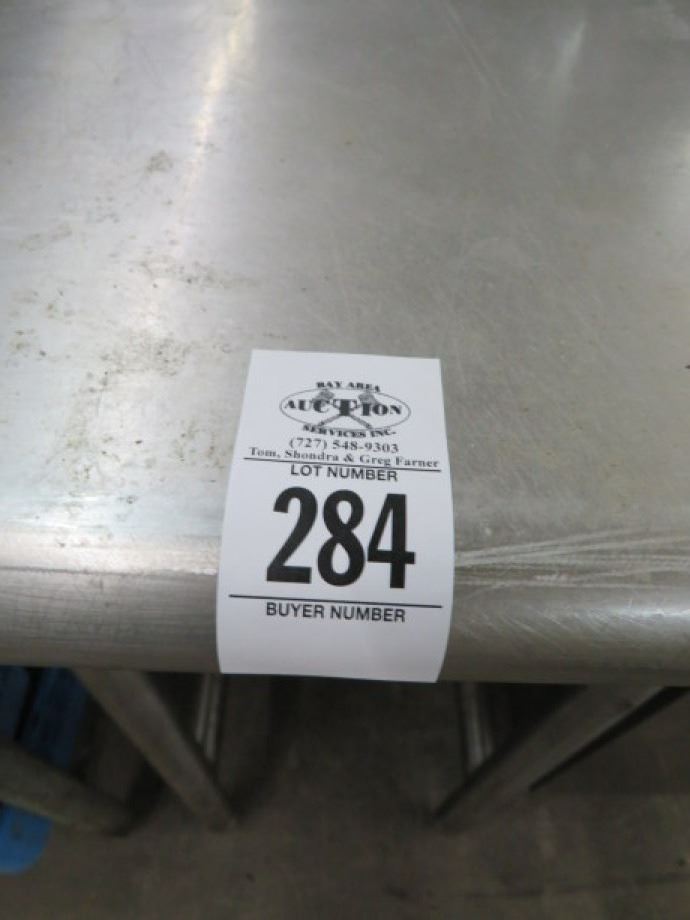 BAY AREA
AUCTION
SERVICES INC.
(727) 548-9303
Tom, Shondra & Greg Farner
LOT NUMBER
284
BUYER NUMBER